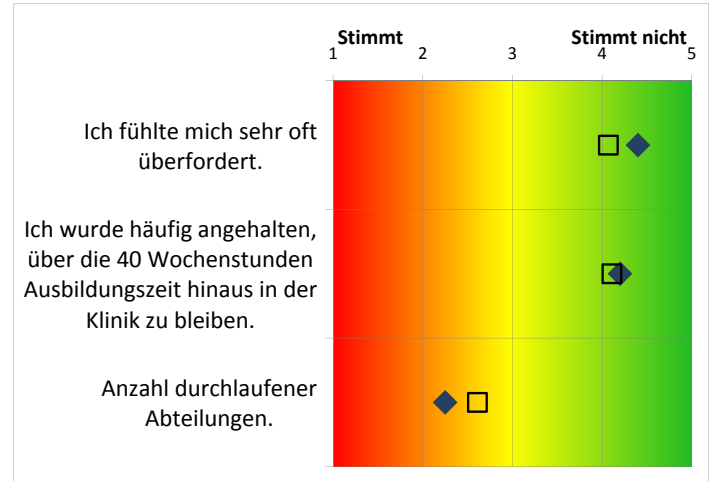 Stimmt Stimmt nicht
1 2 3 4 5
Ich fühlte mich sehr oft
überfordert.
Ich wurde häufig angehalten,
über die 40 Wochenstunden
Ausbildungszeit hinaus in der
Klinik zu bleiben.
Anzahl durchlaufener
Abteilungen.